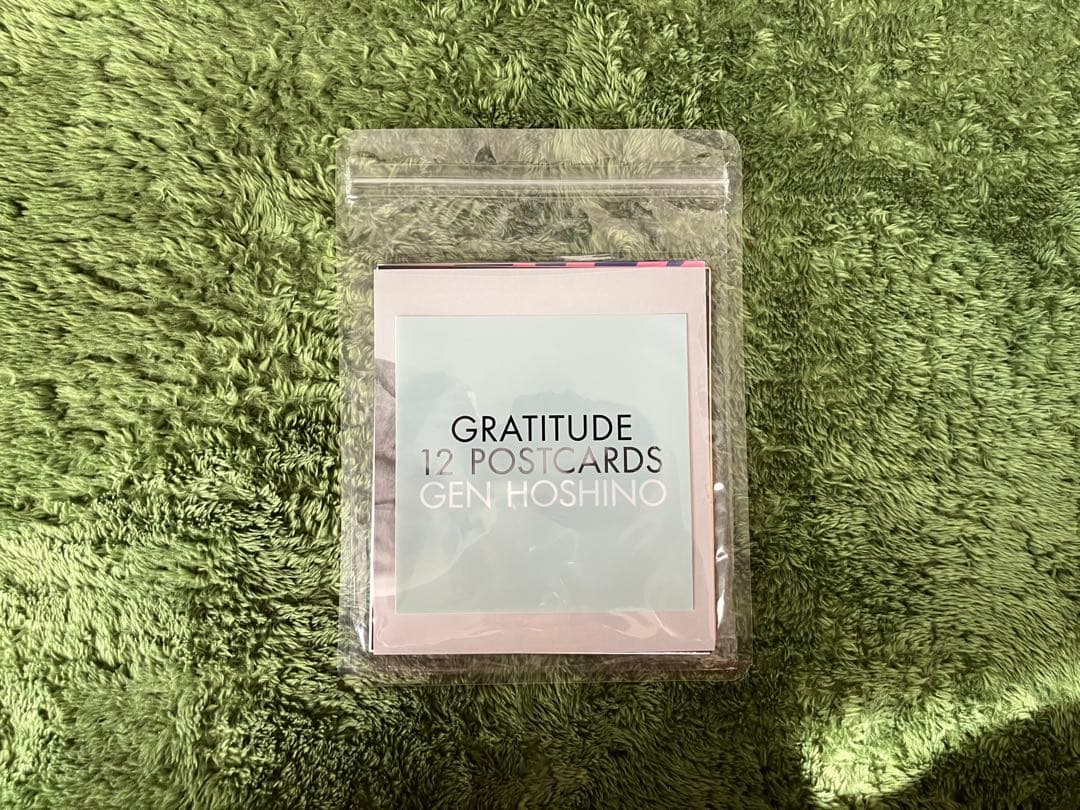 GRATITUDE
12 POSTCARDS
GEN HOSHINO